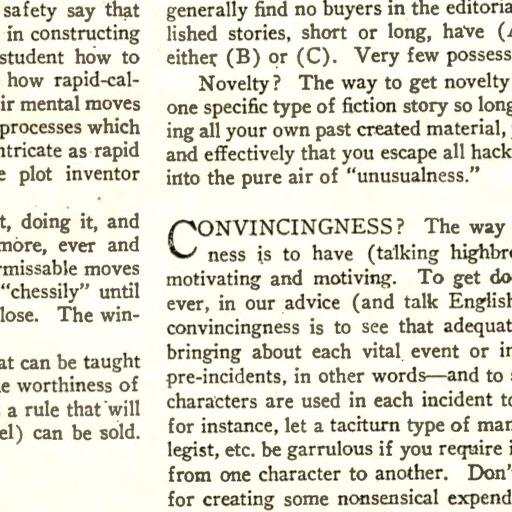 safety say that
in constructing
student how to
how rapid-cal-
ir mental moves
processes which
ntricate as rapid
e plot inventor
t, doing it, and
more, ever and
rmissable moves
"chessily" until
lose. The win-
at can be taught
e worthiness of
a rule that will
el) can be sold.
generally find no buyers in the editoria
lished stories, short or long, have (A
either (B) or (C). Very few possess
Novelty? The way to get novelty
one specific type of fiction story so long
ing all your own past created material,
and effectively that you escape all hack
into the pure air of "unusualness."
CONVINCINGNESS? The way
ness is to have (talking highbro
motivating and motiving. To get do
ever, in our advice (and talk English
convincingness is to see that adequat
bringing about each vital event or in
pre-incidents, in other words—and to s
characters are used in each incident to
for instance, let a taciturn type of man
legist, etc. be garrulous if you require i
from one character to another. Don'
for creating some nonsensical expend